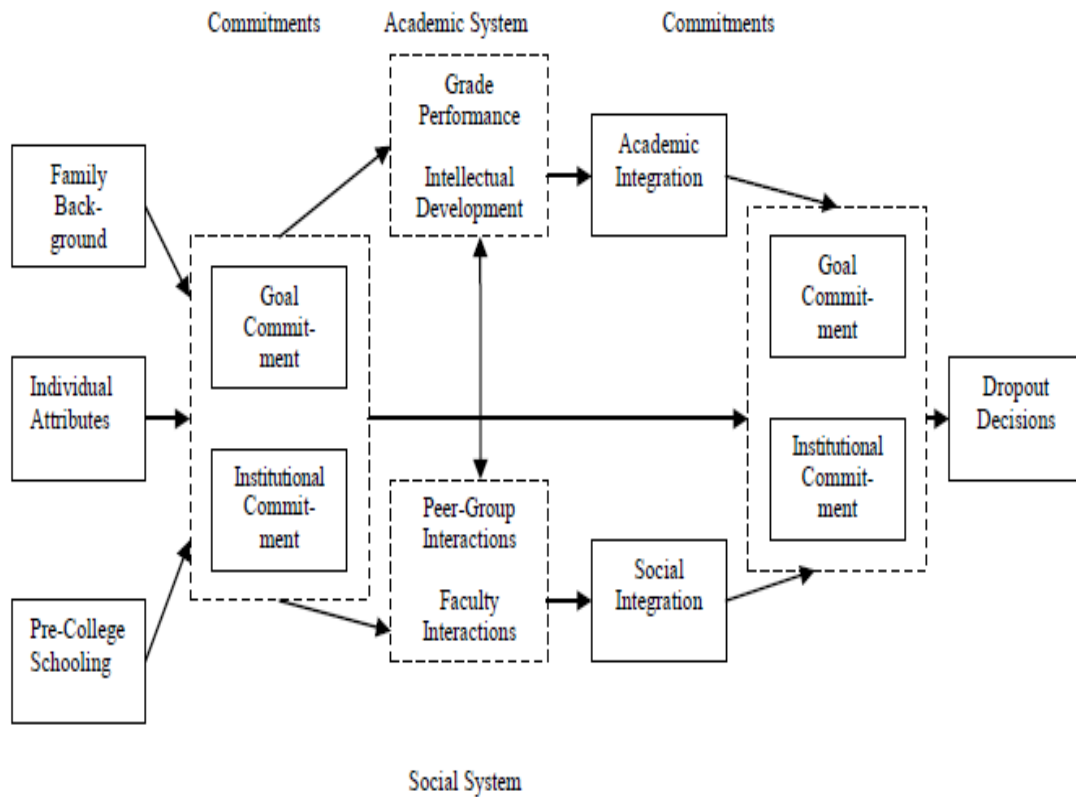 Commitments
Academic System
Commitments
Grade
Performance
Intellectual
Development
Academic
Integration
Family
Back-
ground
Goal
Commit-
ment
Goal
Commit-
ment
Individual
Attributes
Dropout
Decisions
Institutional
Commit-
ment
Institutional
Commit-
ment
Peer-Group
Interactions
Faculty
Interactions
Social
Integration
Pre-College
Schooling
Social System